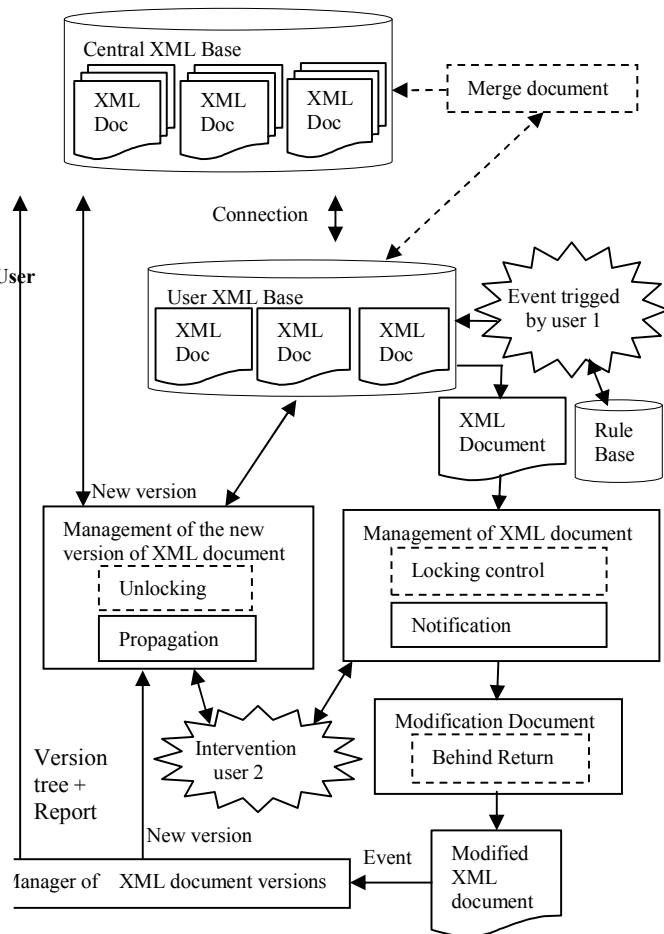 Central XML Base
XML
Doc
XML
Doc
XML
Doc
Merge document
Connection
User
User XML Base
XML
Doc
XML
Doc
XML
Doc
Event trigged
by user 1
XML
Document
Rule
Base
New version
Management of the new
version of XML document
Unlocking
Propagation
Management of XML document
Locking control
Notification
Intervention
user 2
Modification Document
Behind Return
Version
tree +
Report
New version
Manager of XML document versions
Event
Modified
XML
document